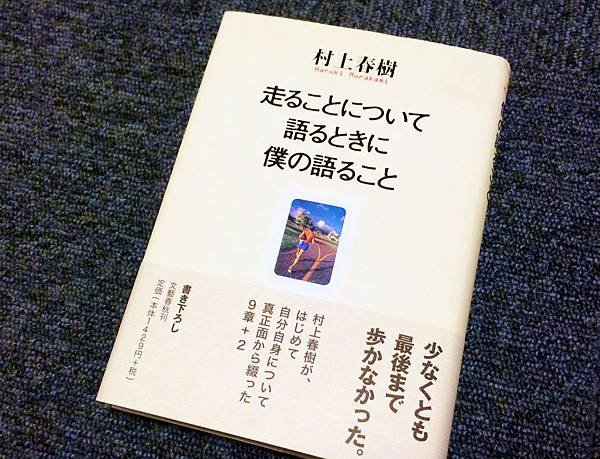 村上春樹
Haruki Murakami
走ることについて
語るときに
僕の語ること
少なくとも
最後まで
歩かなかった。
村上春樹が、
はじめて
自分自身について
真正面から綴った
9章+2
書き下ろし
文藝春秋刊
定価(本体1429円+税)